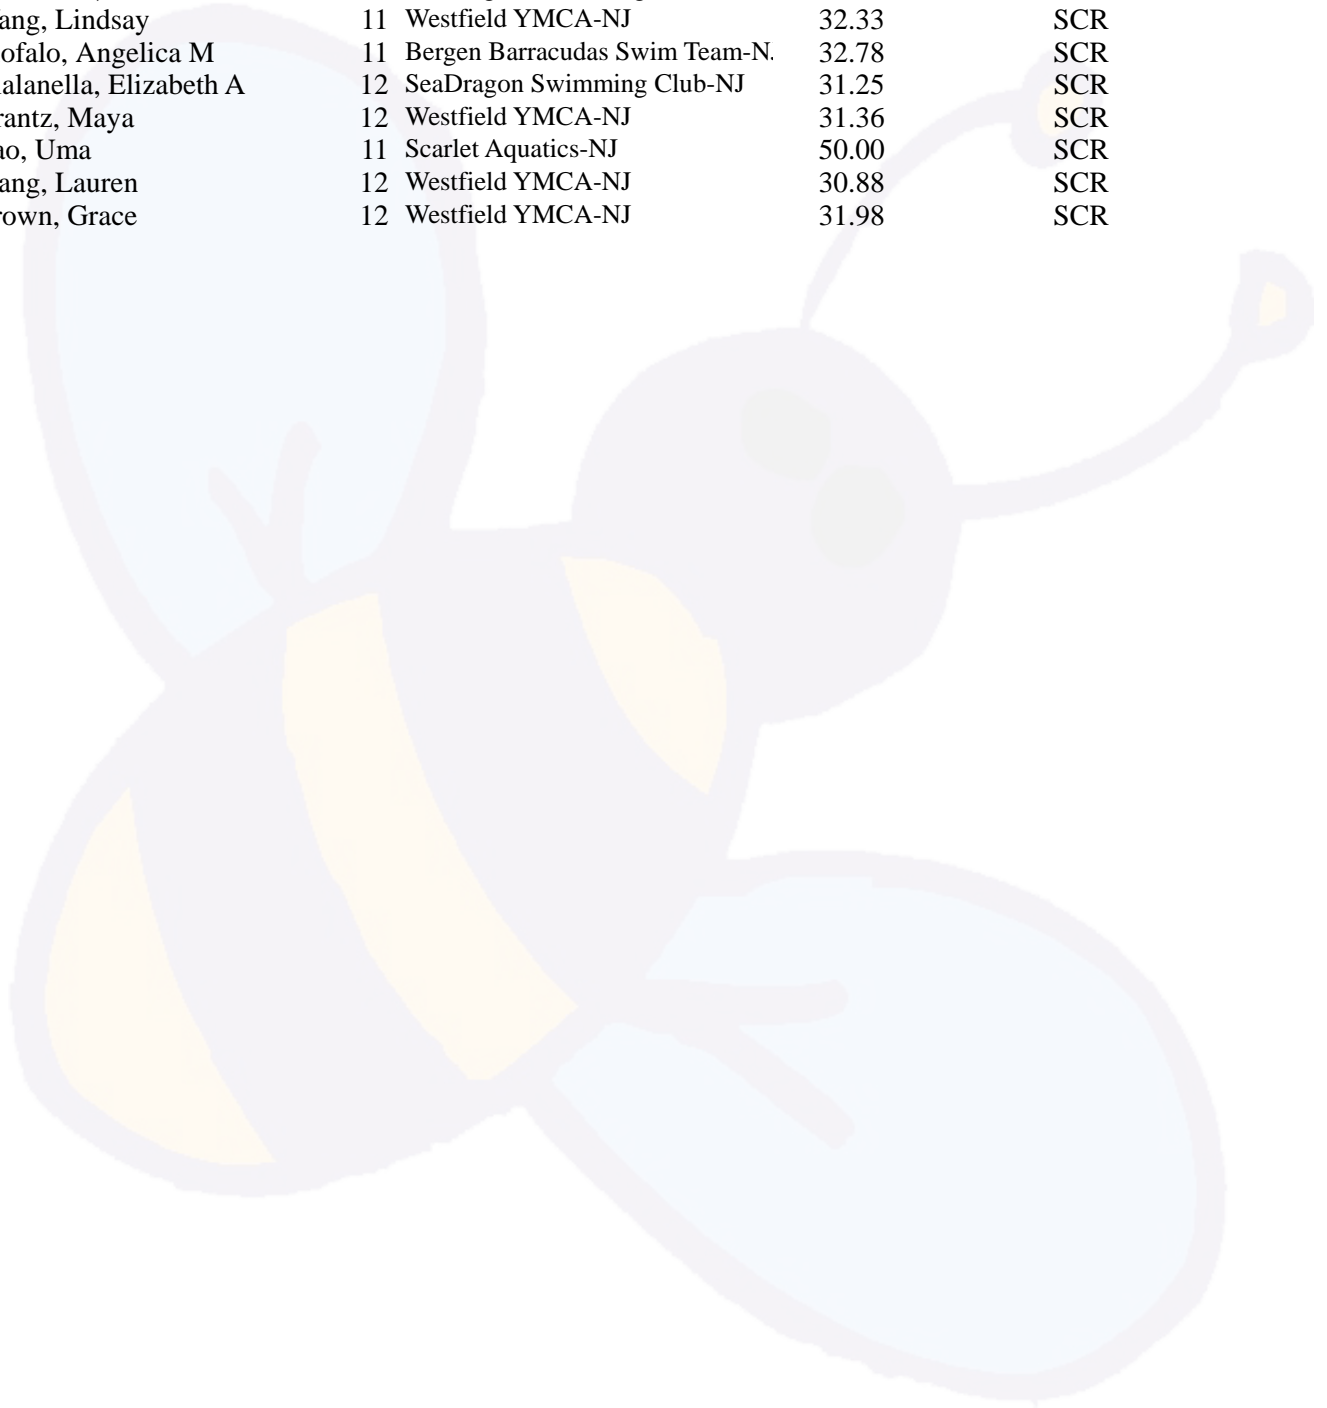 ang, Lindsay 11 Westfield YMCA-NJ 32.33 SCR
ofalo, Angelica M 11 Bergen Barracudas Swim Team-N. 32.78 SCR
alanella, Elizabeth A 12 SeaDragon Swimming Club-NJ 31.25 SCR
rantz, Maya 12 Westfield YMCA-NJ 31.36 SCR
ao, Uma 11 Scarlet Aquatics-NJ 50.00 SCR
ang, Lauren 12 Westfield YMCA-NJ 30.88 SCR
rown, Grace 12 Westfield YMCA-NJ 31.98 SCR